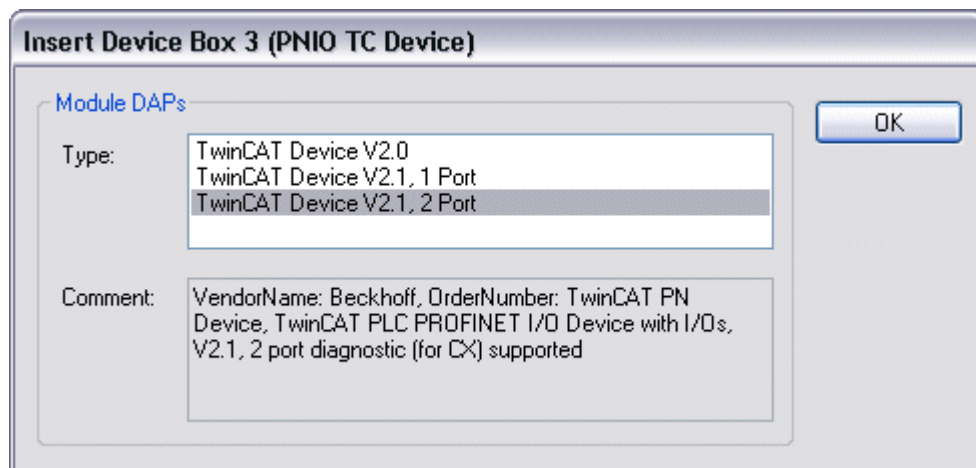 Insert Device Box 3 (PNIO TC Device)
Module DAPs
OK
Type:
TwinCAT Device V2.0
TwinCAT Device V2.1, 1 Port
TwinCAT Device V2.1, 2 Port
Comment:
VendorName: Beckhoff, OrderNumber: TwinCAT PN
Device, TwinCAT PLC PROFINET I/O Device with I/Os,
V2.1, 2 port diagnostic (for CX) supported